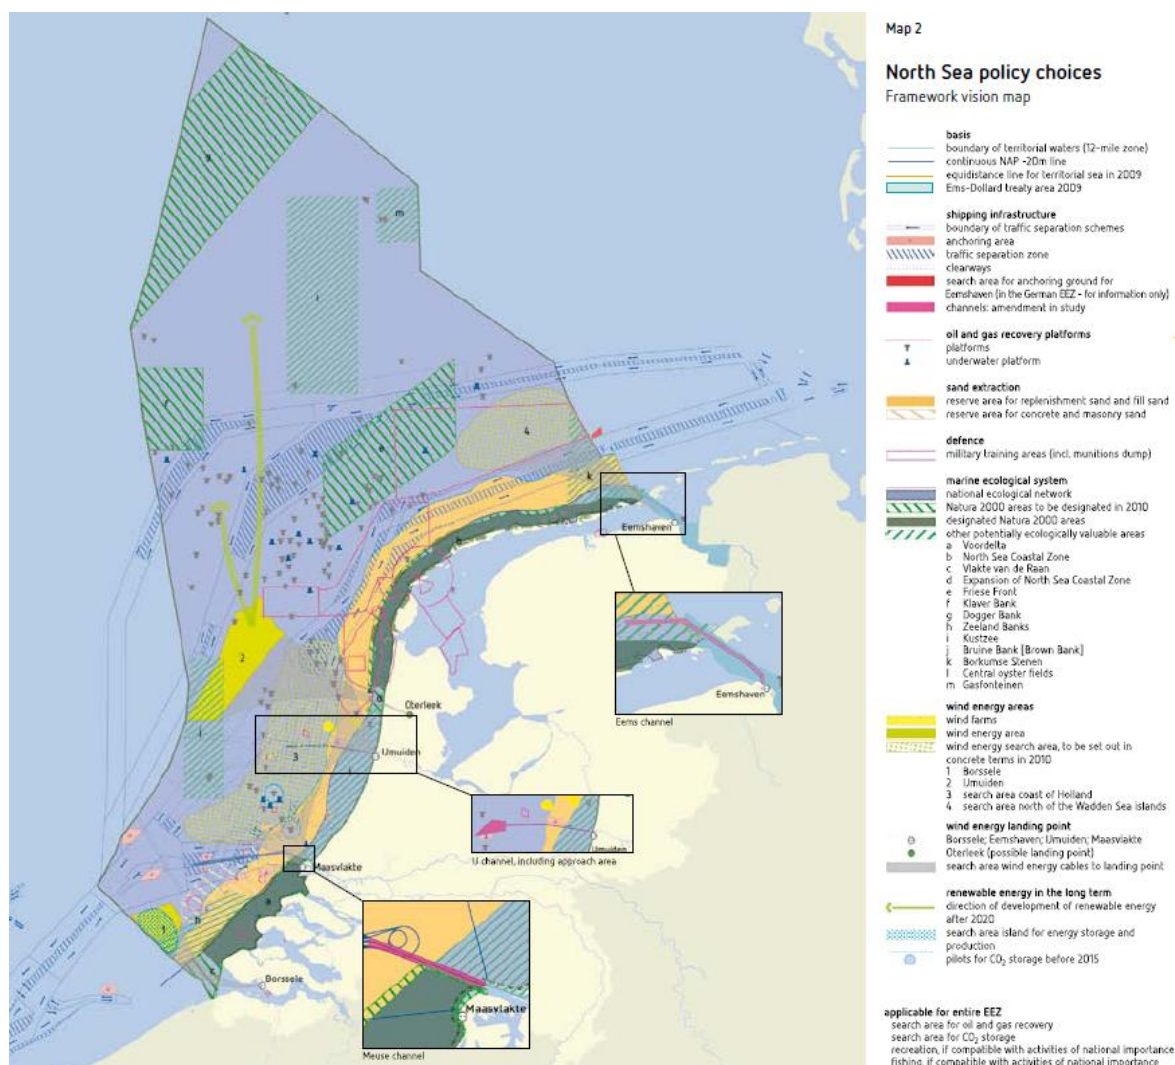 Map 2
North Sea policy choices
Framework vision map
basis
boundary of territorial waters (12-mile zone)
continuous NAP -20m line
equidistance line for territorial sea in 2009
Ems-Dollard treaty area 2009
shipping infrastructure
boundary of traffic separation schemes
anchoring area
traffic separation zone
clearways
search area for anchoring ground for
Eemshaven (in the German EEZ - for information only)
channels: amendment in study
oil and gas recovery platforms
platforms
underwater platform
sand extraction
reserve area for replenishment sand and fill sand
reserve area for concrete and masonry sand
defence
military training areas (incl. munitions dump)
marine ecological system
national ecological network
Natura 2000 areas to be designated in 2010
designated Natura 2000 areas
other potentially ecologically valuable areas
a Voordelta
b North Sea Coastal Zone
c Vlakte van de Raan
d Expansion of North Sea Coastal Zone
e Friese Front
f Klaver Bank
g Dogger Bank
h Zeeland Banks
i Kustzee
j Bruine Bank [Brown Bank]
k Borkumse Stenen
l Central oyster fields
m Gasfonteinen
wind energy areas
wind farms
wind energy area
wind energy search area, to be set out in
concrete terms in 2010
1 Borssele
2 IJmuiden
3 search area coast of Holland
4 search area north of the Wadden Sea islands
wind energy landing point
Borssele; Eemshaven; IJmuiden; Maasvlakte
Oterleek (possible landing point)
search area wind energy cables to landing point
renewable energy in the long term
direction of development of renewable energy
after 2020
search area island for energy storage and
production
pilots for CO₂ storage before 2015
applicable for entire EEZ
search area for oil and gas recovery
search area for CO₂ storage
recreation, if compatible with activities of national importance
fishing, if compatible with activities of national importance
g
m
l
f
e
4
k
Eemshaven
b
2
Oterleek
IJmuiden
3
j
i
Eemshaven
Eems channel
IJmuiden
IJ channel, including approach area
Maasvlakte
a
h
1
c
Borssele
Maasvlakte
Meuse channel